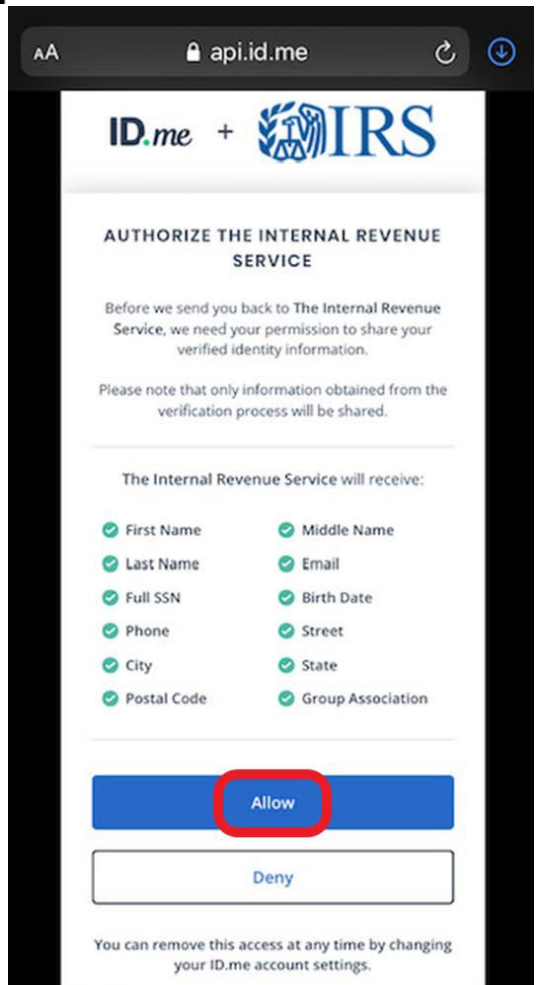 AA api.id.me
ID.me + IRS
AUTHORIZE THE INTERNAL REVENUE
SERVICE
Before we send you back to The Internal Revenue
Service, we need your permission to share your
verified identity information.
Please note that only information obtained from the
verification process will be shared.
The Internal Revenue Service will receive:
First Name Middle Name
Last Name Email
Full SSN Birth Date
Phone Street
City State
Postal Code Group Association
Allow
Deny
You can remove this access at any time by changing
your ID.me account settings.